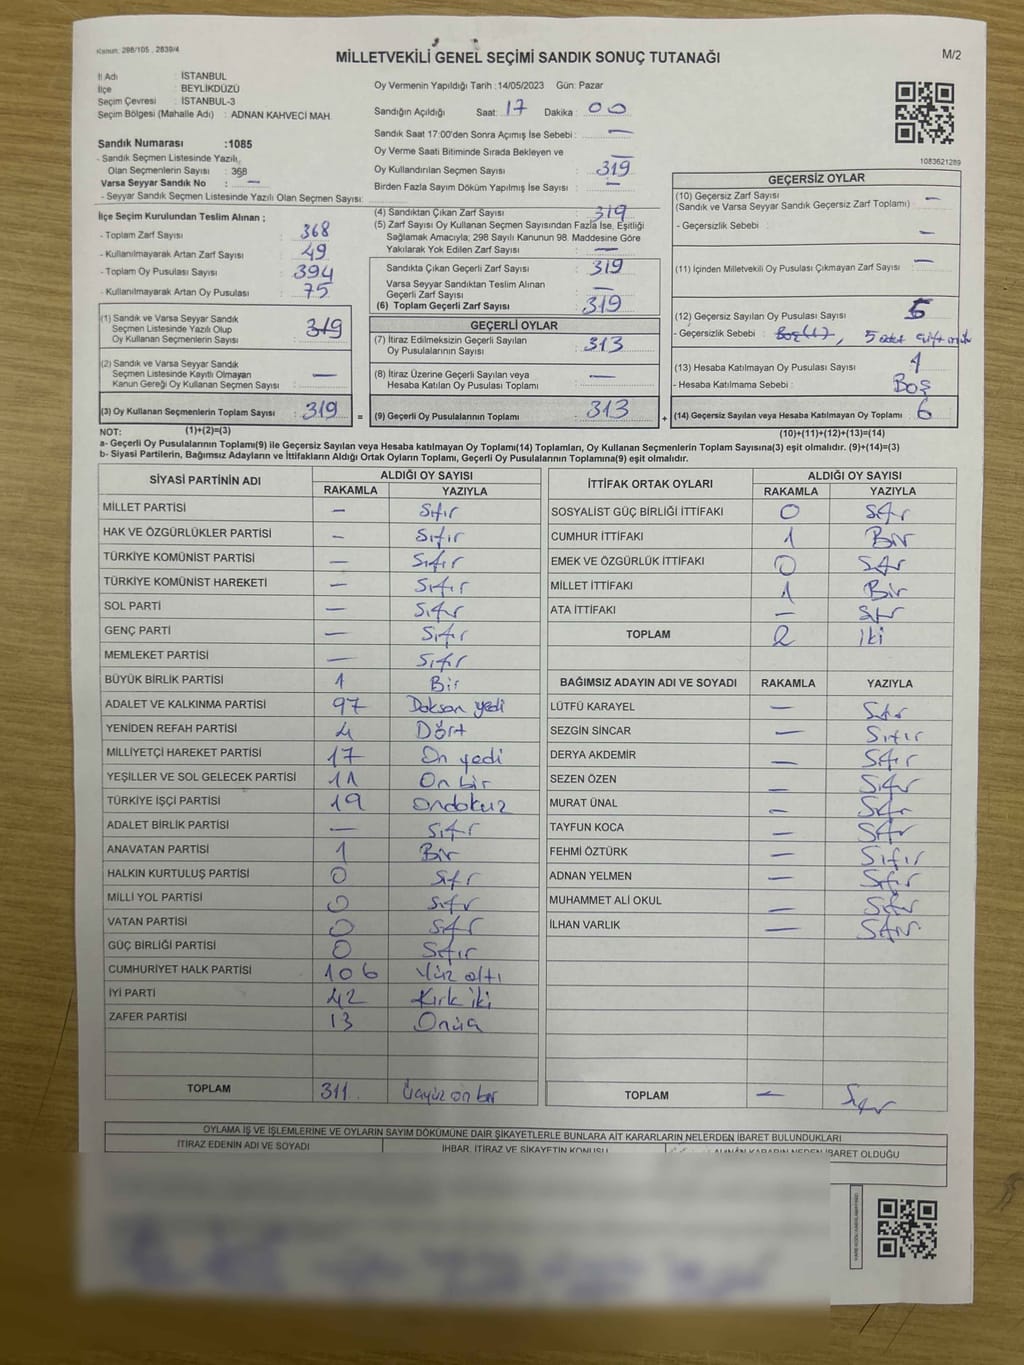 Kanun, 298/105, 2839/4
MİLLETVEKİLİ GENEL SEÇİMİ SANDIK SONUÇ TUTANAĞI
M/2
İl Adı : İSTANBUL
İlçe : BEYLİKDÜZÜ
Seçim Çevresi : İSTANBUL-3
Seçim Bölgesi (Mahalle Adı) : ADNAN KAHVECİ MAH.
Oy Vermenin Yapıldığı Tarih :14/05/2023 Gün: Pazar
Sandığın Açıldığı Saat: 17 Dakika : 00
Sandık Saat 17:00'den Sonra Açımış İse Sebebi : —
Oy Verme Saati Bitiminde Sırada Bekleyen ve
Oy Kullandırılan Seçmen Sayısı : 319
Birden Fazla Sayım Döküm Yapılmış İse Sayısı : —
1083621289
Sandık Numarası :1085
- Sandık Seçmen Listesinde Yazılı,
Olan Seçmenlerin Sayısı : 368
Varsa Seyyar Sandık No : —
- Seyyar Sandık Seçmen Listesinde Yazılı Olan Seçmen Sayısı:
İlçe Seçim Kurulundan Teslim Alınan ;
- Toplam Zarf Sayısı : 368
- Kullanılmayarak Artan Zarf Sayısı : 49
- Toplam Oy Pusulası Sayısı : 394
- Kullanılmayarak Artan Oy Pusulası : 75
(1) Sandık ve Varsa Seyyar Sandık
Seçmen Listesinde Yazılı Olup
Oy Kullanan Seçmenlerin Sayısı : 319
(2) Sandık ve Varsa Seyyar Sandık
Seçmen Listesinde Kayıtlı Olmayan
Kanun Gereği Oy Kullanan Seçmen Sayısı : —
(3) Oy Kullanan Seçmenlerin Toplam Sayısı : 319 =
(1)+(2)=(3)
(4) Sandıktan Çıkan Zarf Sayısı : 319
(5) Zarf Sayısı Oy Kullanan Seçmen Sayısından Fazla İse, Eşitliği
Sağlamak Amacıyla; 298 Sayılı Kanunun 98. Maddesine Göre
Yakılarak Yok Edilen Zarf Sayısı : —
Sandıkta Çıkan Geçerli Zarf Sayısı : 319
Varsa Seyyar Sandıktan Teslim Alınan
Geçerli Zarf Sayısı : —
(6) Toplam Geçerli Zarf Sayısı : 319
GEÇERLİ OYLAR
(7) İtiraz Edilmeksizin Geçerli Sayılan
Oy Pusulalarının Sayısı : 313
(8) İtiraz Üzerine Geçerli Sayılan veya
Hesaba Katılan Oy Pusulası Toplamı : —
(9) Geçerli Oy Pusulalarının Toplamı : 313 +
GEÇERSİZ OYLAR
(10) Geçersiz Zarf Sayısı : —
(Sandık ve Varsa Seyyar Sandık Geçersiz Zarf Toplamı)
- Geçersizlik Sebebi : —
(11) İçinden Milletvekili Oy Pusulası Çıkmayan Zarf Sayısı : —
(12) Geçersiz Sayılan Oy Pusulası Sayısı : 5
- Geçersizlik Sebebi : Boş (1), 5 adet
(13) Hesaba Katılmayan Oy Pusulası Sayısı : 1
- Hesaba Katılmama Sebebi : Boş
(14) Geçersiz Sayılan veya Hesaba Katılmayan Oy Toplamı : 6
(10)+(11)+(12)+(13)=(14)
NOT:
a- Geçerli Oy Pusulalarının Toplamı(9) ile Geçersiz Sayılan veya Hesaba katılmayan Oy Toplamı(14) Toplamları, Oy Kullanan Seçmenlerin Toplam Sayısına(3) eşit olmalıdır. (9)+(14)=(3)
b- Siyasi Partilerin, Bağımsız Adayların ve İttifakların Aldığı Ortak Oyların Toplamı, Geçerli Oy Pusulalarının Toplamına(9) eşit olmalıdır.
SİYASİ PARTİNİN ADI ALDIĞI OY SAYISI
RAKAMLA YAZIYLA
MİLLET PARTİSİ — Sıfır
HAK VE ÖZGÜRLÜKLER PARTİSİ — Sıfır
TÜRKİYE KOMÜNİST PARTİSİ — Sıfır
TÜRKİYE KOMÜNİST HAREKETİ — Sıfır
SOL PARTİ — Sıfır
GENÇ PARTİ — Sıfır
MEMLEKET PARTİSİ — Sıfır
BÜYÜK BİRLİK PARTİSİ 1 Bir
ADALET VE KALKINMA PARTİSİ 97 Doksan yedi
YENİDEN REFAH PARTİSİ 4 Dört
MİLLİYETÇİ HAREKET PARTİSİ 17 On yedi
YEŞİLLER VE SOL GELECEK PARTİSİ 11 On bir
TÜRKİYE İŞÇİ PARTİSİ 19 ondokuz
ADALET BİRLİK PARTİSİ — Sıfır
ANAVATAN PARTİSİ 1 Bir
HALKIN KURTULUŞ PARTİSİ 0 Sıfır
MİLLİ YOL PARTİSİ 0 Sıfır
VATAN PARTİSİ 0 Sıfır
GÜÇ BİRLİĞİ PARTİSİ 0 Sıfır
CUMHURİYET HALK PARTİSİ 106 Yüz altı
İYİ PARTİ 42 Kırk iki
ZAFER PARTİSİ 13 Onüç
TOPLAM 311 Üçyüz on bir
İTTİFAK ORTAK OYLARI ALDIĞI OY SAYISI
RAKAMLA YAZIYLA
SOSYALİST GÜÇ BİRLİĞİ İTTİFAKI 0 Sıfır
CUMHUR İTTİFAKI 1 Bir
EMEK VE ÖZGÜRLÜK İTTİFAKI 0 Sıfır
MİLLET İTTİFAKI 1 Bir
ATA İTTİFAKI — Sıfır
TOPLAM 2 iki
BAĞIMSIZ ADAYIN ADI VE SOYADI RAKAMLA YAZIYLA
LÜTFÜ KARAYEL — Sıfır
SEZGİN SİNCAR — Sıfır
DERYA AKDEMİR — Sıfır
SEZEN ÖZEN — Sıfır
MURAT ÜNAL — Sıfır
TAYFUN KOCA — Sıfır
FEHMİ ÖZTÜRK — Sıfır
ADNAN YELMEN — Sıfır
MUHAMMET ALİ OKUL — Sıfır
İLHAN VARLIK — Sıfır
TOPLAM — Sıfır
OYLAMA İŞ VE İŞLEMLERİNE VE OYLARIN SAYIM DÖKÜMÜNE DAİR ŞİKAYETLERLE BUNLARA AİT KARARLARIN NELERDEN İBARET BULUNDUKLARI
İTİRAZ EDENİN ADI VE SOYADI İHBAR, İTİRAZ VE ŞİKAYETİN KONUSU ALINAN KARARIN NEDEN İBARET OLDUĞU